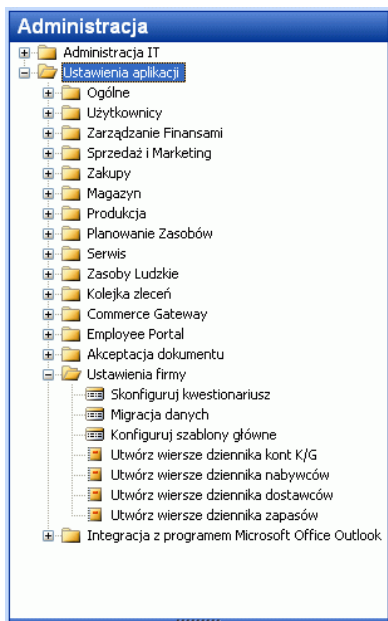 Administracja
Administracja IT
Ustawienia aplikacji
Ogólne
Użytkownicy
Zarządzanie Finansami
Sprzedaż i Marketing
Zakupy
Magazyn
Produkcja
Planowanie Zasobów
Serwis
Zasoby Ludzkie
Kolejka zleceń
Commerce Gateway
Employee Portal
Akceptacja dokumentu
Ustawienia firmy
Skonfiguruj kwestionariusz
Migracja danych
Konfiguruj szablony główne
Utwórz wiersze dziennika kont K/G
Utwórz wiersze dziennika nabywców
Utwórz wiersze dziennika dostawców
Utwórz wiersze dziennika zapasów
Integracja z programem Microsoft Office Outlook